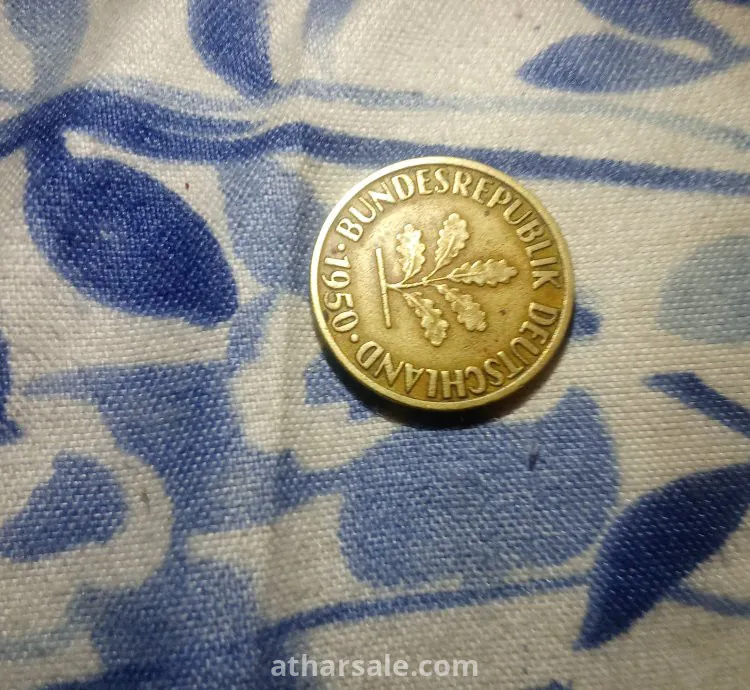 BUNDESREPUBLIK DEUTSCHLAND · 1950 ·
atharsale.com